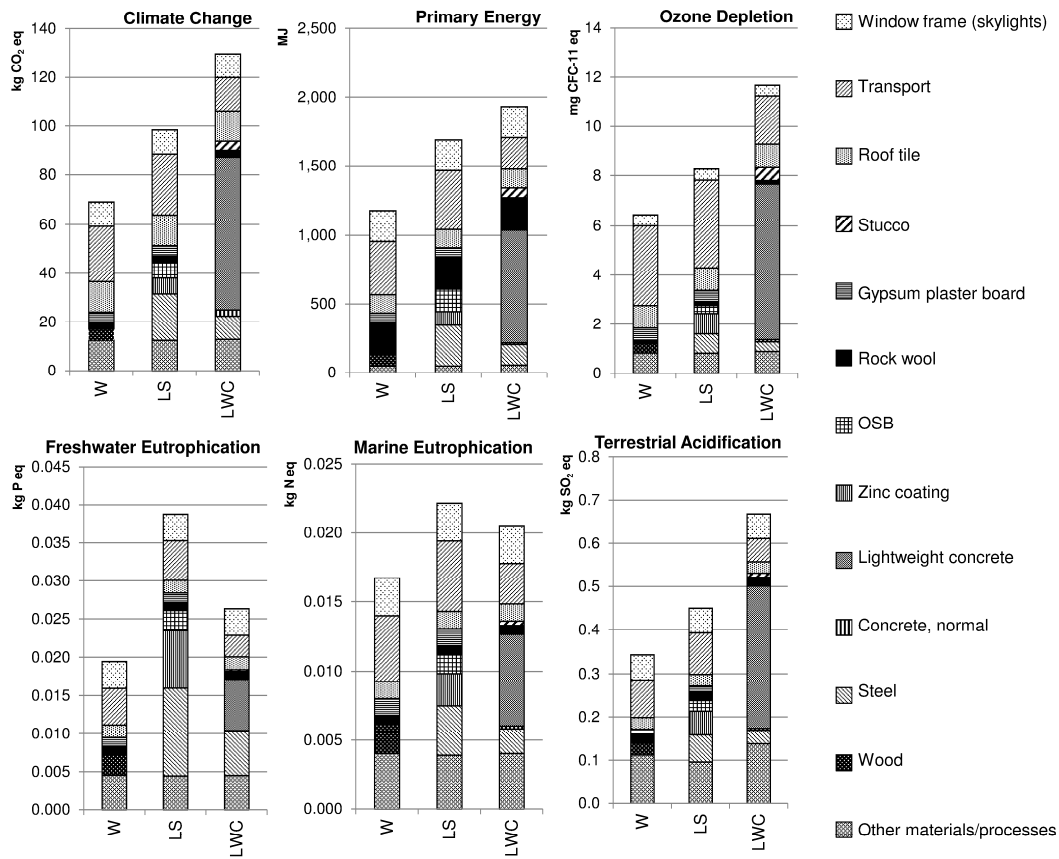 Climate Change
kg CO₂ eq
140
120
100
80
60
40
20
0
W
LS
LWC
Primary Energy
MJ
2,500
2,000
1,500
1,000
500
0
W
LS
LWC
Ozone Depletion
mg CFC-11 eq
14
12
10
8
6
4
2
0
W
LS
LWC
Freshwater Eutrophication
kg P eq
0.045
0.040
0.035
0.030
0.025
0.020
0.015
0.010
0.005
0.000
W
LS
LWC
Marine Eutrophication
kg N eq
0.025
0.020
0.015
0.010
0.005
0.000
W
LS
LWC
Terrestrial Acidification
kg SO₂ eq
0.8
0.7
0.6
0.5
0.4
0.3
0.2
0.1
0.0
W
LS
LWC
Window frame (skylights)
Transport
Roof tile
Stucco
Gypsum plaster board
Rock wool
OSB
Zinc coating
Lightweight concrete
Concrete, normal
Steel
Wood
Other materials/processes